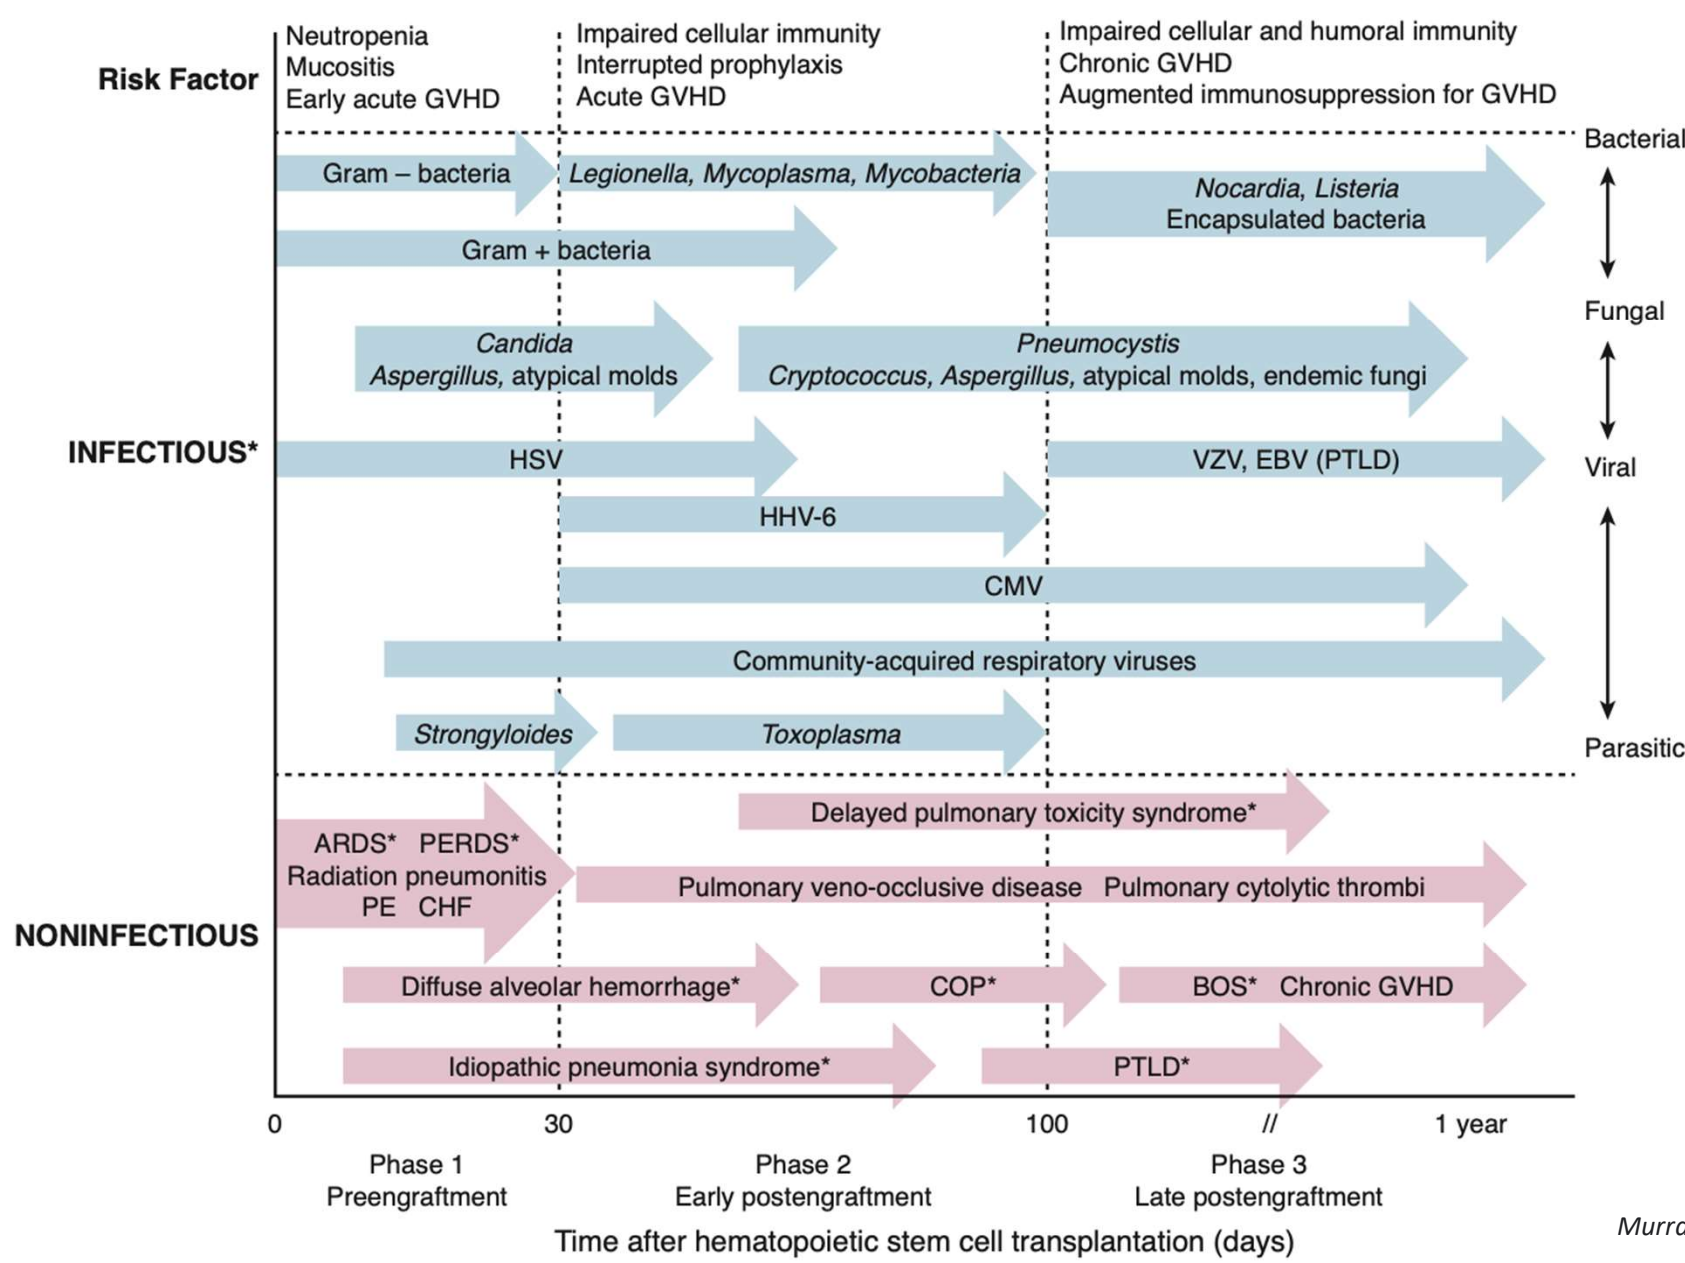 Risk Factor
Neutropenia
Mucositis
Early acute GVHD
Impaired cellular immunity
Interrupted prophylaxis
Acute GVHD
Impaired cellular and humoral immunity
Chronic GVHD
Augmented immunosuppression for GVHD
Bacterial
Gram – bacteria
Legionella, Mycoplasma, Mycobacteria
Nocardia, Listeria
Encapsulated bacteria
Gram + bacteria
Fungal
Candida
Aspergillus, atypical molds
Pneumocystis
Cryptococcus, Aspergillus, atypical molds, endemic fungi
INFECTIOUS*
HSV
VZV, EBV (PTLD)
Viral
HHV-6
CMV
Community-acquired respiratory viruses
Strongyloides
Toxoplasma
Parasitic
Delayed pulmonary toxicity syndrome*
ARDS* PERDS*
Radiation pneumonitis
PE CHF
Pulmonary veno-occlusive disease Pulmonary cytolytic thrombi
NONINFECTIOUS
Diffuse alveolar hemorrhage*
COP*
BOS* Chronic GVHD
Idiopathic pneumonia syndrome*
PTLD*
0 30 100 // 1 year
Phase 1
Preengraftment
Phase 2
Early postengraftment
Phase 3
Late postengraftment
Time after hematopoietic stem cell transplantation (days)